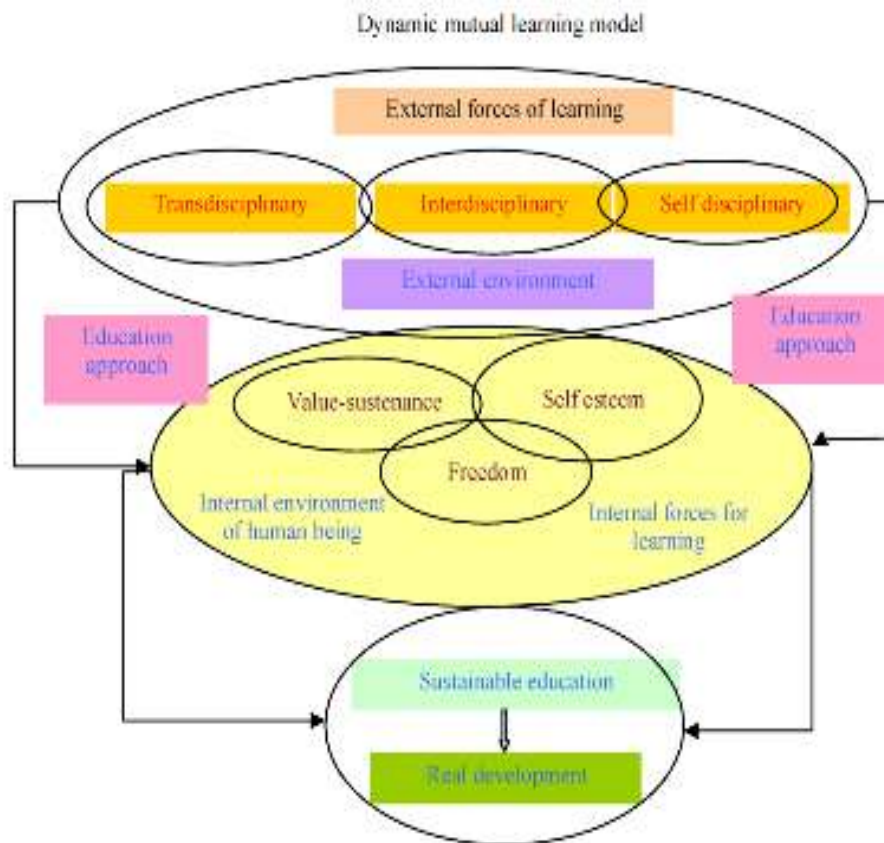 Dynamic mutual learning model
External forces of learning
Transdisciplinary
Interdisciplinary
Self disciplinary
External environment
Education
approach
Education
approach
Value-sustenance
Self esteem
Freedom
Internal environment
of human being
Internal forces for
learning
Sustainable education
Real development